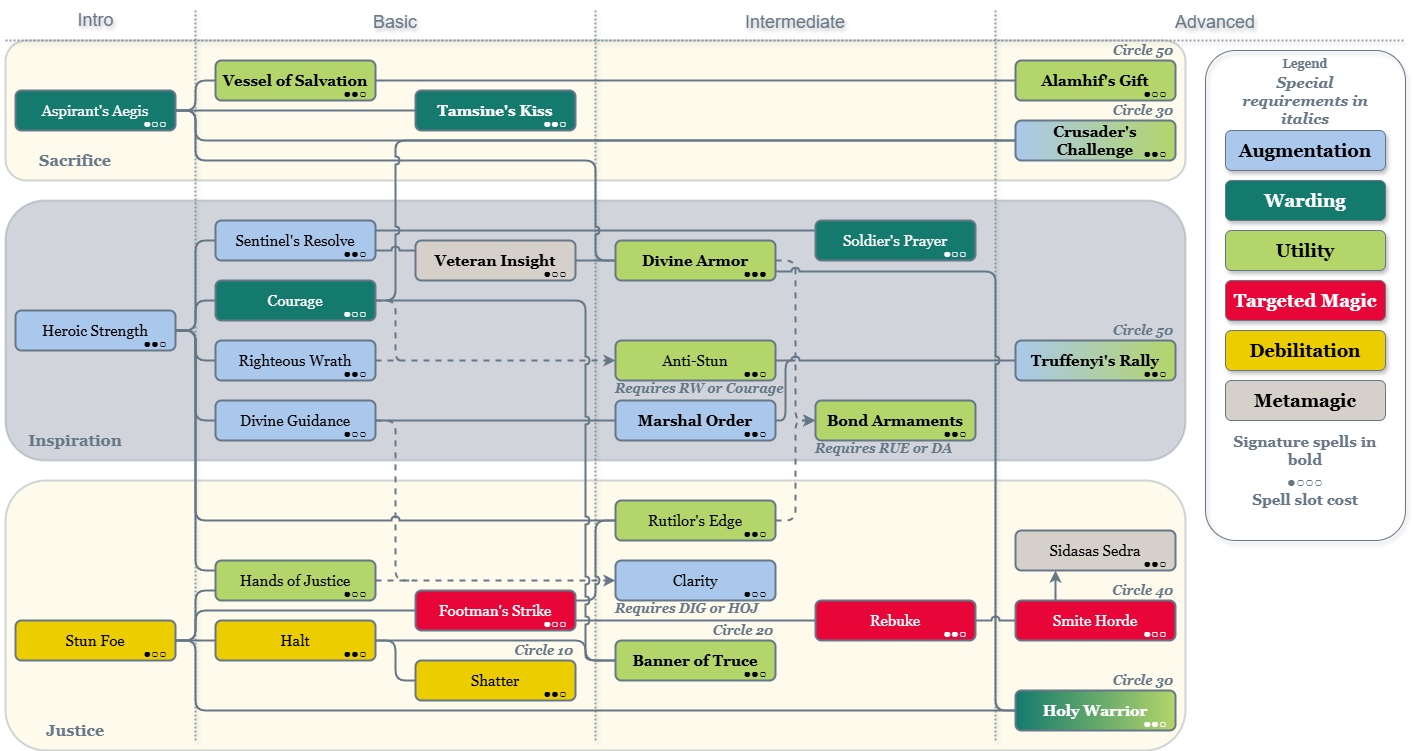 Intro
Basic
Intermediate
Advanced
Circle 50
Vessel of Salvation
Alamhif's Gift
Aspirant's Aegis
Tamsine's Kiss
Circle 30
Crusader's
Challenge
Sacrifice
Sentinel's Resolve
Soldier's Prayer
Veteran Insight
Divine Armor
Courage
Heroic Strength
Circle 50
Righteous Wrath
Anti-Stun
Truffenyi's Rally
Requires RW or Courage
Divine Guidance
Marshal Order
Bond Armaments
Inspiration
Requires RUE or DA
Rutilor's Edge
Sidasas Sedra
Hands of Justice
Clarity
Circle 40
Footman's Strike
Requires DIG or HOJ
Rebuke
Smite Horde
Stun Foe
Halt
Circle 20
Circle 10
Banner of Truce
Shatter
Circle 30
Holy Warrior
Justice
Legend
Special
requirements in
italics
Augmentation
Warding
Utility
Targeted Magic
Debilitation
Metamagic
Signature spells in
bold
Spell slot cost